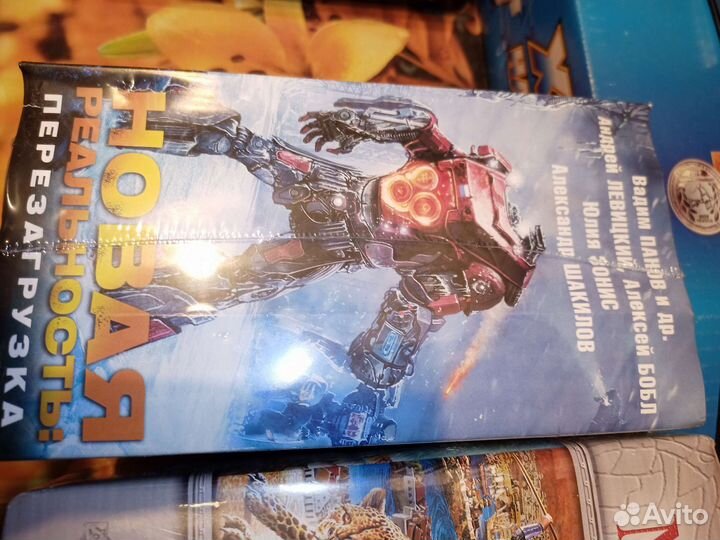 Вадим ПАНОВ и др.
Андрей ЛЕВИЦКИЙ, Алексей БОБЛ
Юлия ЗОНИС
Александр ШАКИЛОВ
НОВАЯ
РЕАЛЬНОСТЬ:
ПЕРЕЗАГРУЗКА
Avito